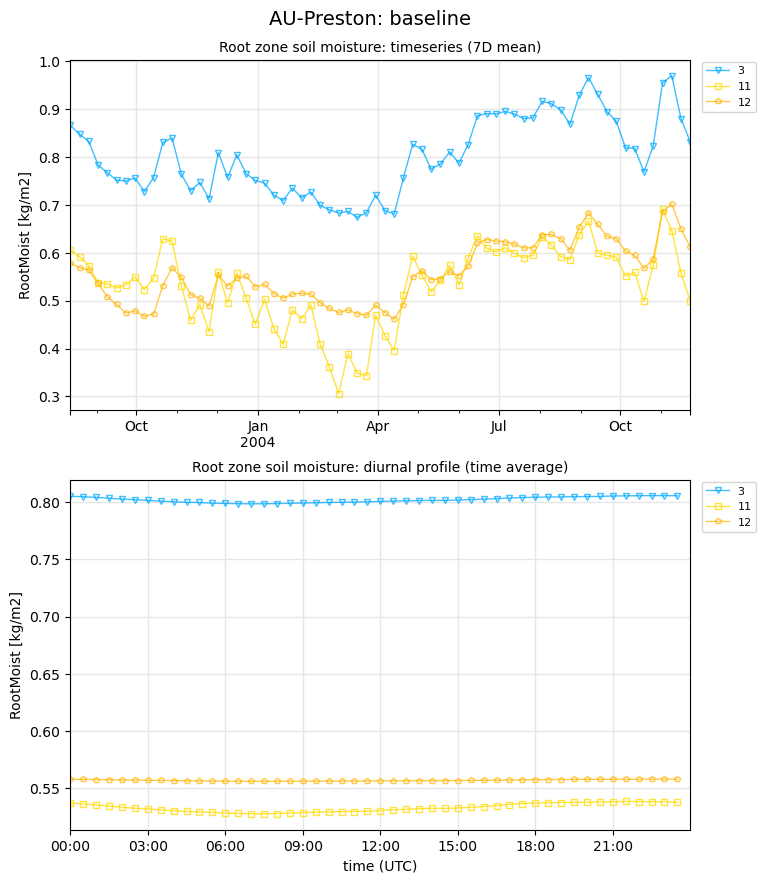 AU-Preston: baseline
Root zone soil moisture: timeseries (7D mean)
RootMoist [kg/m2]
1.0
0.9
0.8
0.7
0.6
0.5
0.4
0.3
Oct
Jan
2004
Apr
Jul
Oct
3
11
12
Root zone soil moisture: diurnal profile (time average)
RootMoist [kg/m2]
0.80
0.75
0.70
0.65
0.60
0.55
00:00
03:00
06:00
09:00
12:00
15:00
18:00
21:00
time (UTC)
3
11
12